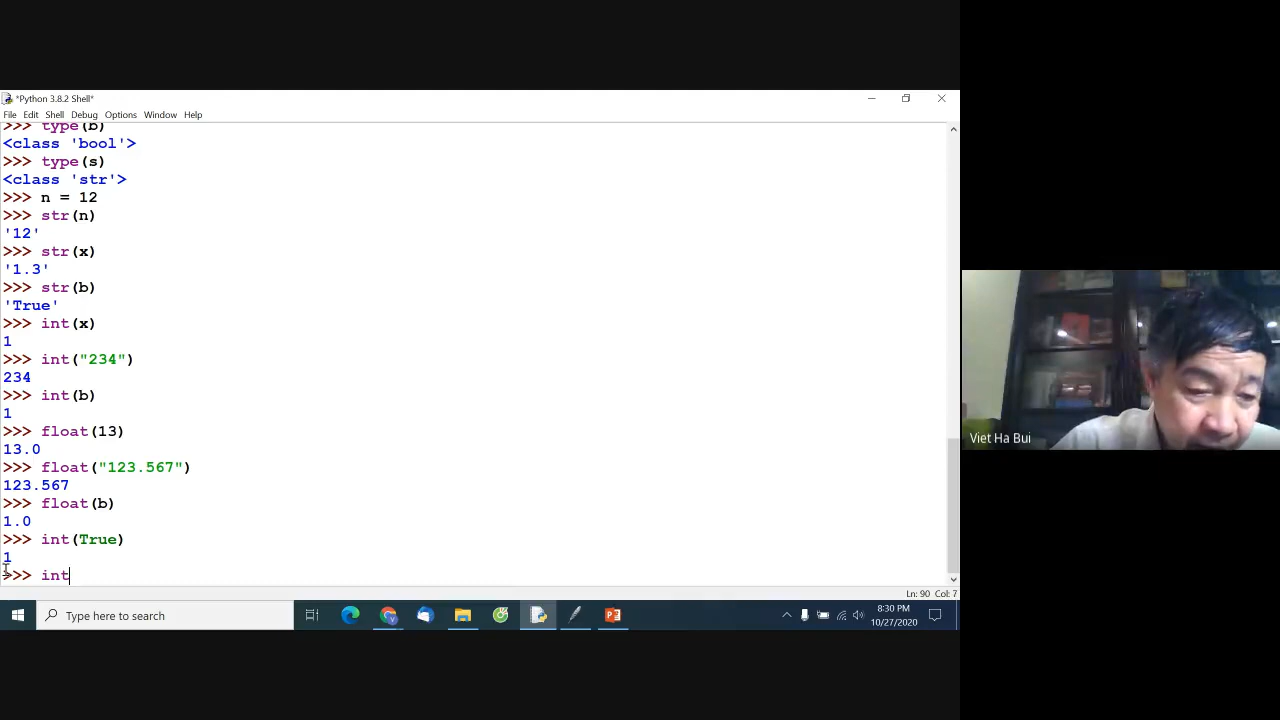 *Python 3.8.2 Shell*
File Edit Shell Debug Options Window Help
>>> type(b)
<class 'bool'>
>>> type(s)
<class 'str'>
>>> n = 12
>>> str(n)
'12'
>>> str(x)
'1.3'
>>> str(b)
'True'
>>> int(x)
1
>>> int("234")
234
>>> int(b)
1
>>> float(13)
13.0
>>> float("123.567")
123.567
>>> float(b)
1.0
>>> int(True)
1
>>> int
Ln: 90 Col: 7
Type here to search
8:30 PM
10/27/2020
Viet Ha Bui